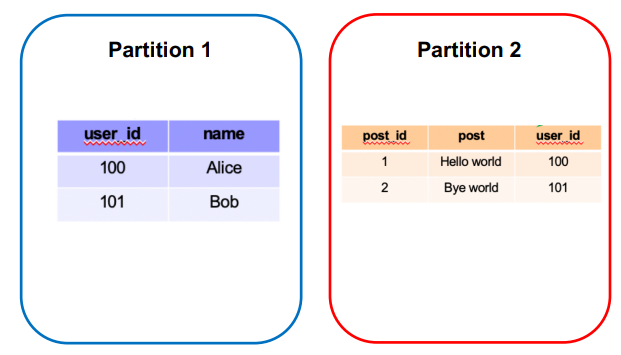 Partition 1
user_id name
100 Alice
101 Bob
Partition 2
post_id post user_id
1 Hello world 100
2 Bye world 101